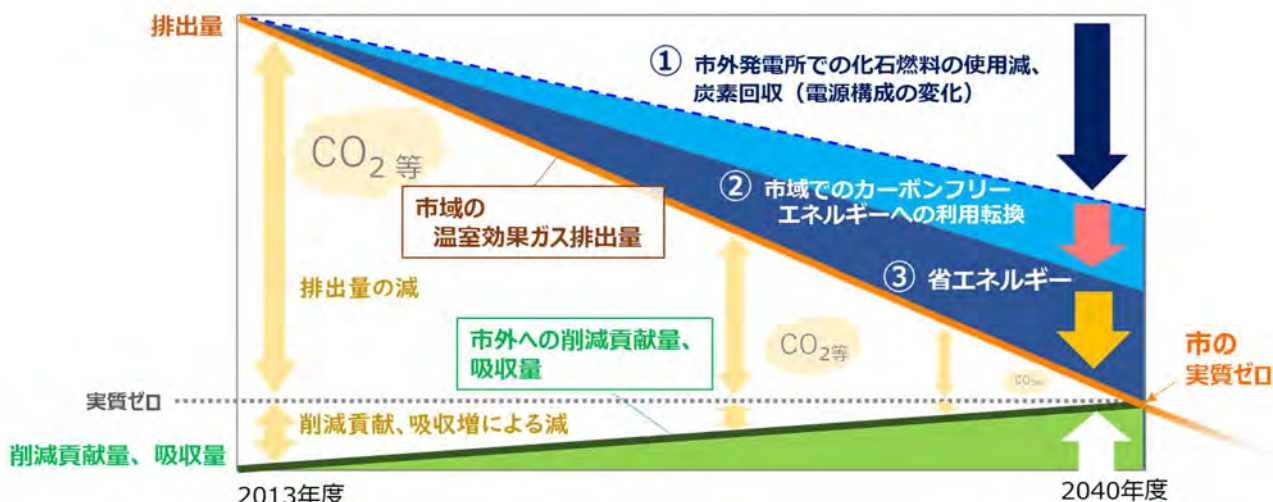 排出量
① 市外発電所での化石燃料の使用減、
炭素回収（電源構成の変化）
CO₂ 等
② 市域でのカーボンフリー
エネルギーへの利用転換
市域の
温室効果ガス排出量
③ 省エネルギー
排出量の減
市外への削減貢献量、
吸収量
CO₂等
市の
実質ゼロ
実質ゼロ
削減貢献、吸収増による減
削減貢献量、吸収量
2013年度
2040年度